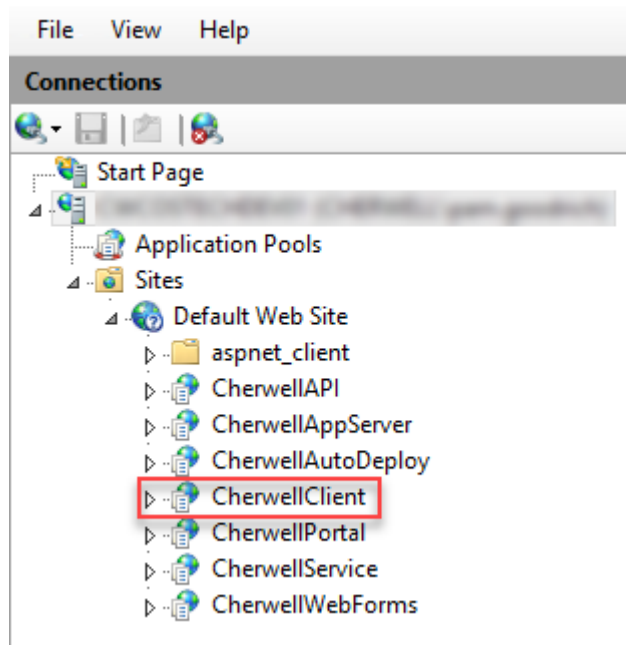 File View Help
Connections
Start Page
Application Pools
Sites
Default Web Site
aspnet_client
CherwellAPI
CherwellAppServer
CherwellAutoDeploy
CherwellClient
CherwellPortal
CherwellService
CherwellWebForms